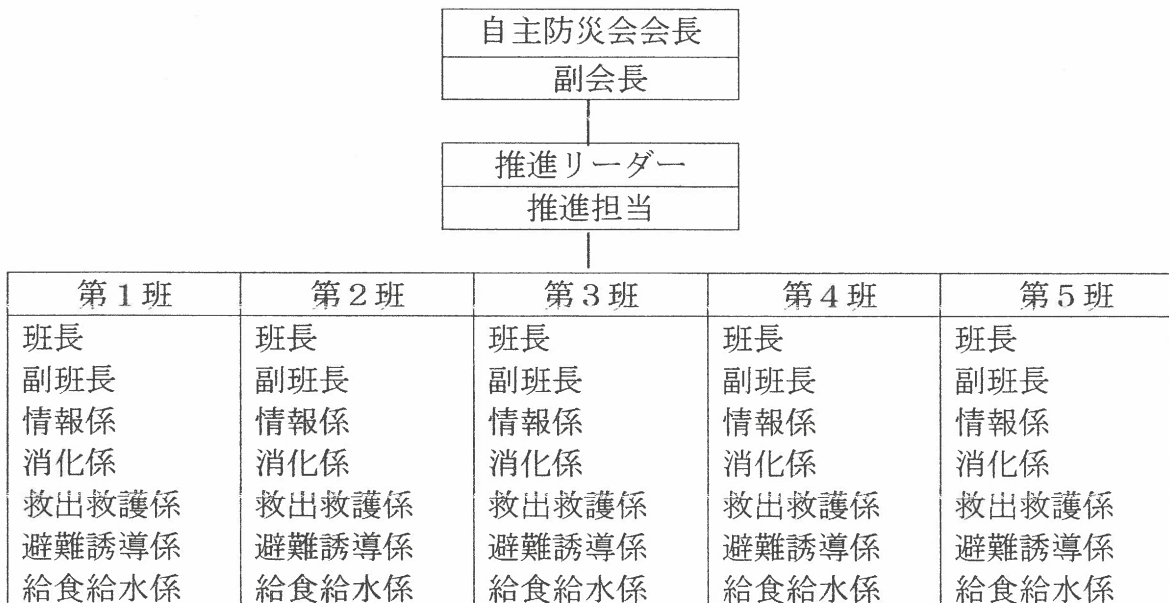 自主防災会会長
副会長
推進リーダー
推進担当
第1班 第2班 第3班 第4班 第5班
班長 班長 班長 班長 班長
副班長 副班長 副班長 副班長 副班長
情報係 情報係 情報係 情報係 情報係
消化係 消化係 消化係 消化係 消化係
救出救護係 救出救護係 救出救護係 救出救護係 救出救護係
避難誘導係 避難誘導係 避難誘導係 避難誘導係 避難誘導係
給食給水係 給食給水係 給食給水係 給食給水係 給食給水係